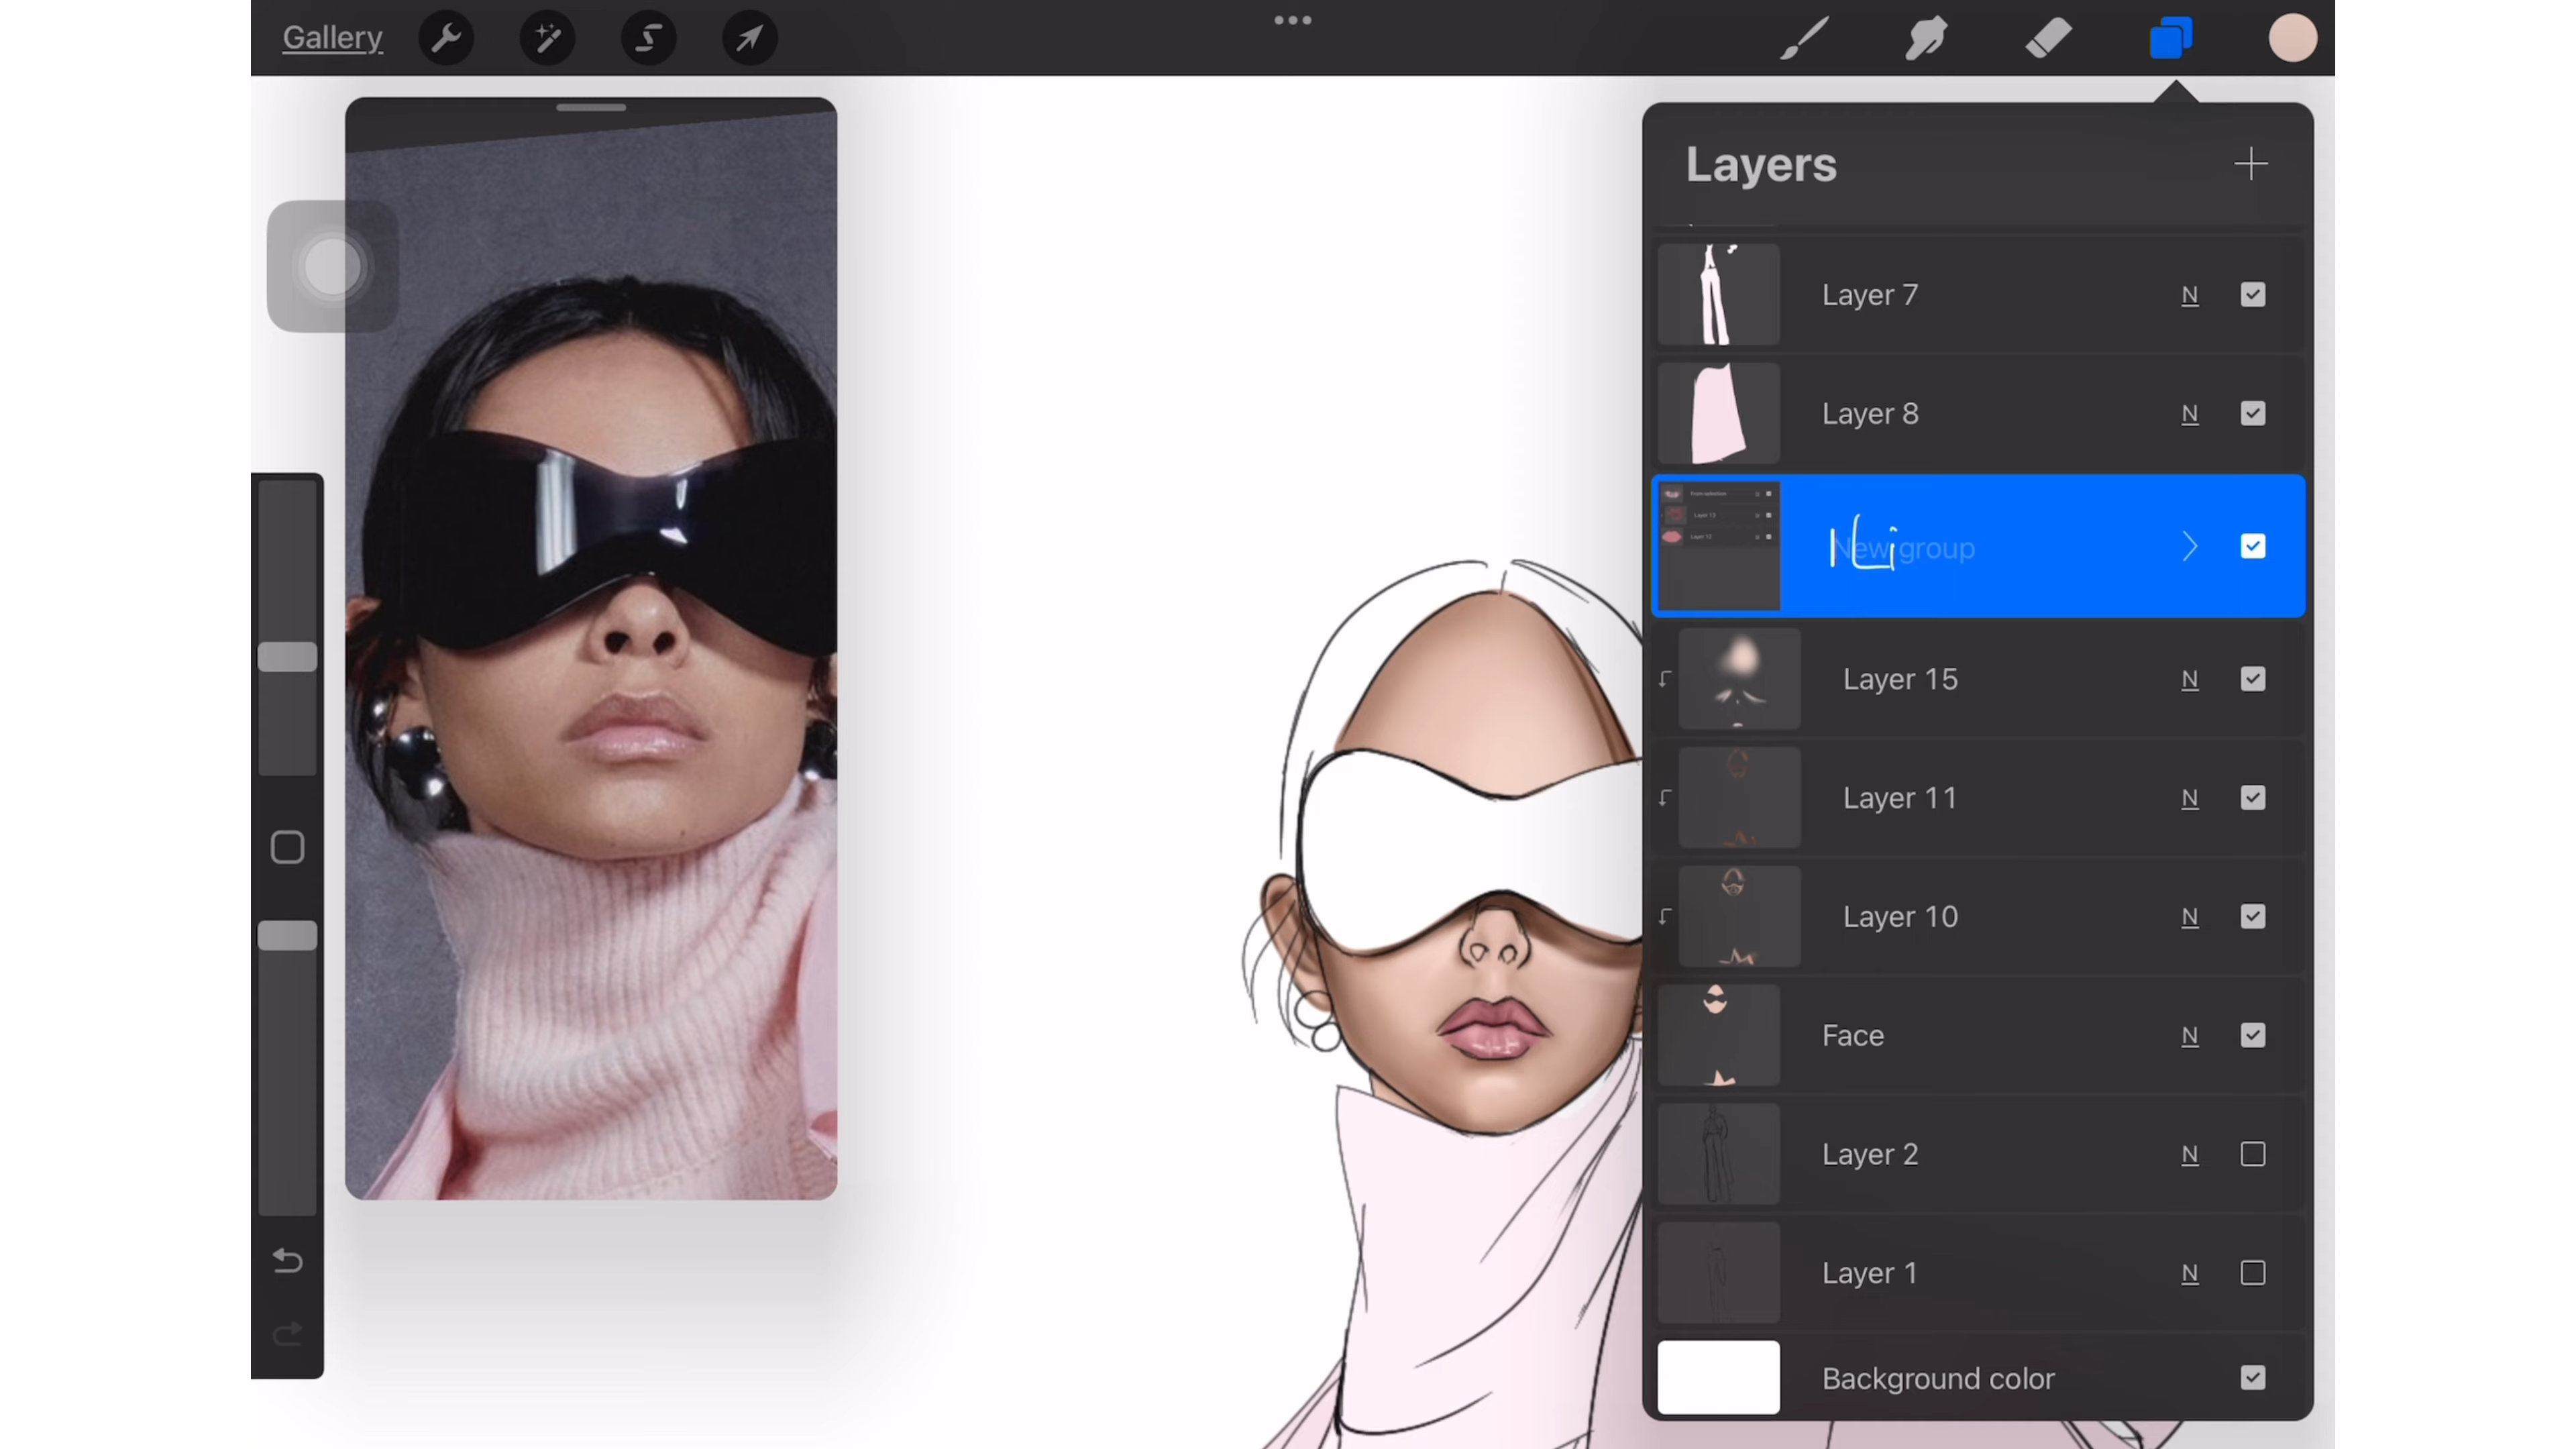 Gallery
Layers
Layer 7 N
Layer 8 N
New group
Layer 15 N
Layer 11 N
Layer 10 N
Face N
Layer 2 N
Layer 1 N
Background color